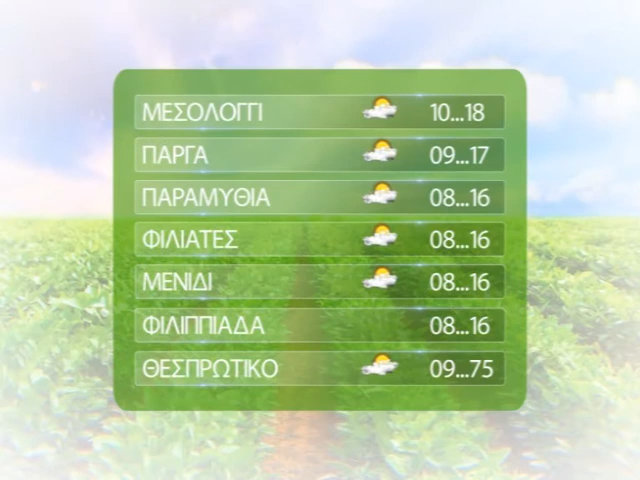 ΜΕΣΟΛΟΓΓΙ 10...18
ΠΑΡΓΑ 09...17
ΠΑΡΑΜΥΘΙΑ 08...16
ΦΙΛΙΑΤΕΣ 08...16
ΜΕΝΙΔΙ 08...16
ΦΙΛΙΠΠΙΑΔΑ 08...16
ΘΕΣΠΡΩΤΙΚΟ 09...75